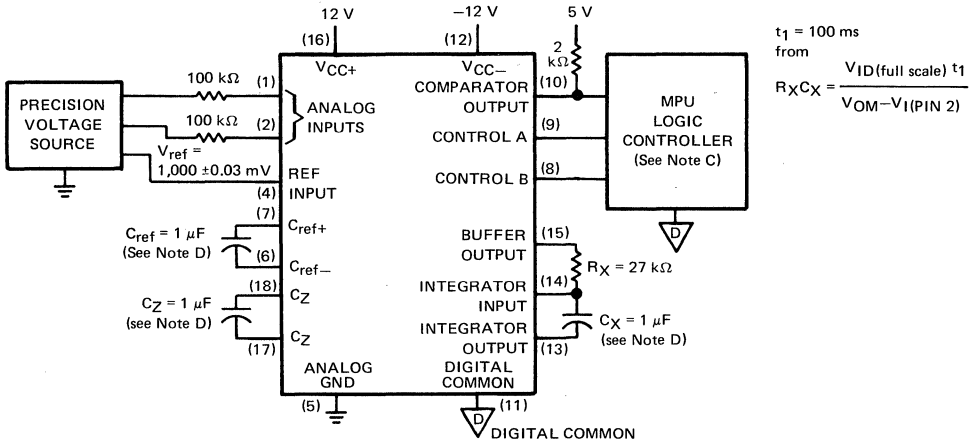 12 V
(16)
VCC+
−12 V
(12)
VCC−
5 V
2
kΩ
t1 = 100 ms
from
RXCX = VID(full scale) t1 / VOM−VI(PIN 2)
PRECISION
VOLTAGE
SOURCE
100 kΩ
(1)
100 kΩ
(2)
ANALOG
INPUTS
Vref =
1,000 ±0.03 mV
(4)
REF
INPUT
COMPARATOR
OUTPUT
(10)
CONTROL A
(9)
CONTROL B
(8)
MPU
LOGIC
CONTROLLER
(See Note C)
D
(7)
Cref+
Cref = 1 μF
(See Note D)
(6)
Cref−
(18)
CZ
CZ = 1 μF
(see Note D)
(17)
CZ
BUFFER
OUTPUT
(15)
RX = 27 kΩ
INTEGRATOR
INPUT
(14)
CX = 1 μF
(see Note D)
INTEGRATOR
OUTPUT
(13)
ANALOG
GND
(5)
DIGITAL
COMMON
(11)
D
DIGITAL COMMON